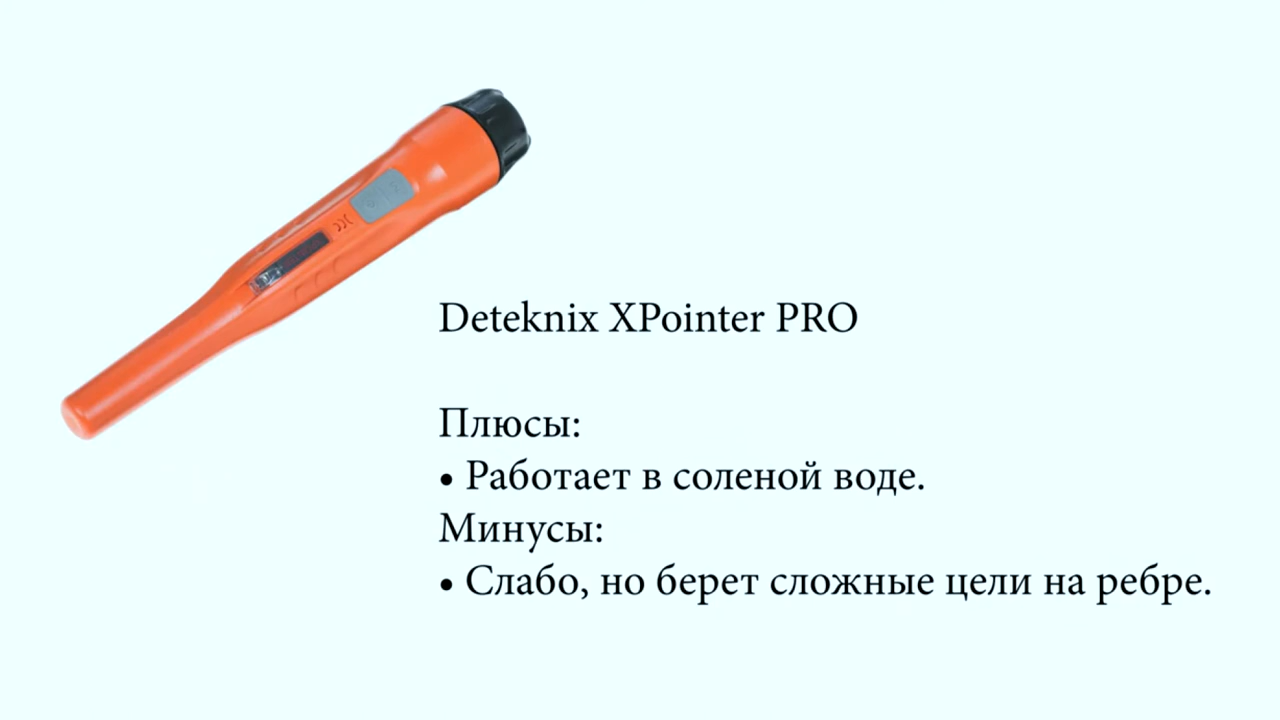 Deteknix XPointer PRO
Плюсы:
• Работает в соленой воде.
Минусы:
• Слабо, но берет сложные цели на ребре.